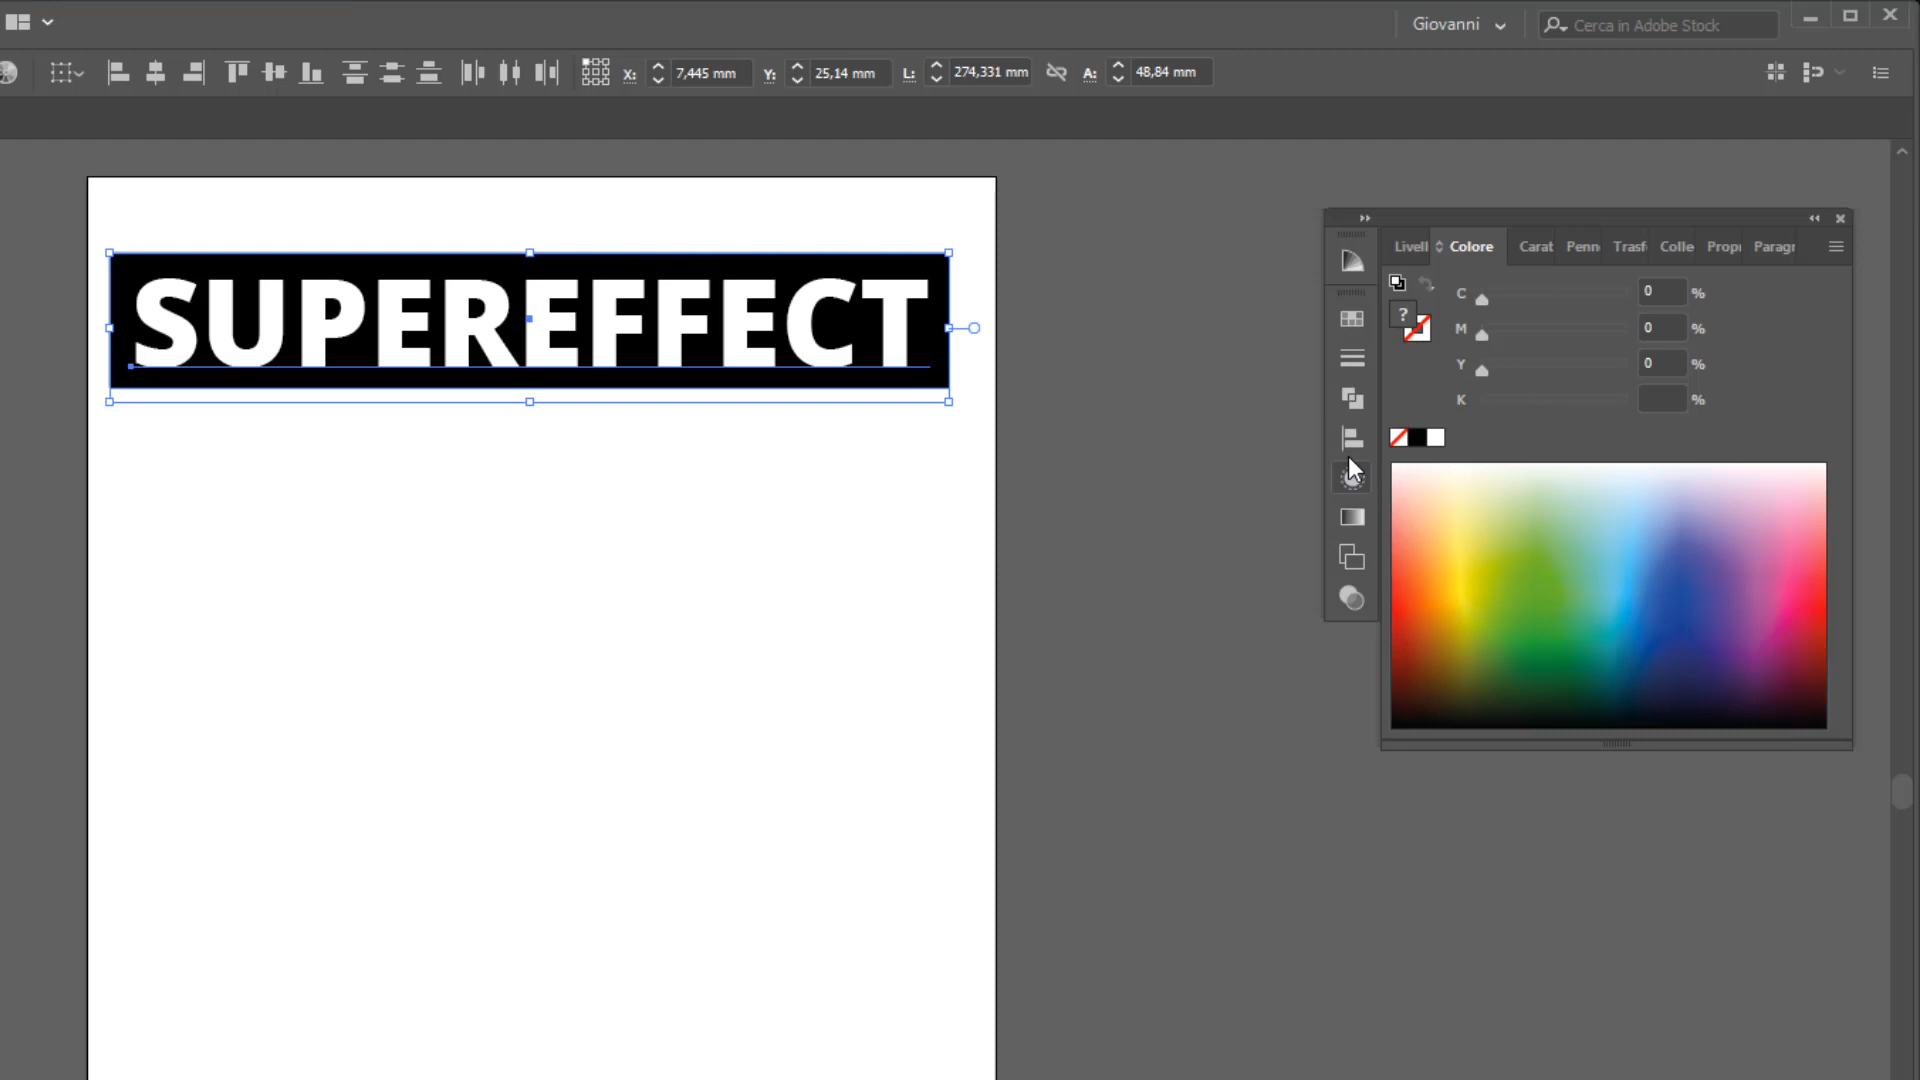 Giovanni
Cerca in Adobe Stock
X: 7,445 mm Y: 25,14 mm L: 274,331 mm A: 48,84 mm
SUPEREFFECT
Livell Colore Carat Penn Trasf Colle Propr Paragr
C 0 %
? M 0 %
Y 0 %
K %